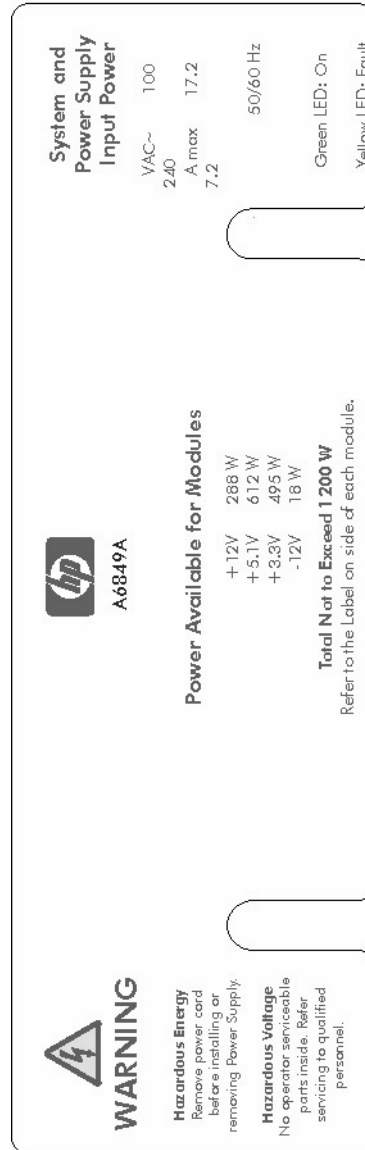 WARNING
Hazardous Energy
Remove power cord
before installing or
removing Power Supply.
Hazardous Voltage
No operator serviceable
parts inside. Refer
servicing to qualified
personnel.
hp
A6849A
Power Available for Modules
+12V 288 W
+5.1V 612 W
+3.3V 495 W
-12V 18 W
Total Not to Exceed 1200 W
Refer to the Label on side of each module.
System and
Power Supply
Input Power
VAC~ 100
240
A max 17.2
7.2
50/60 Hz
Green LED: On
Yellow LED: Fault